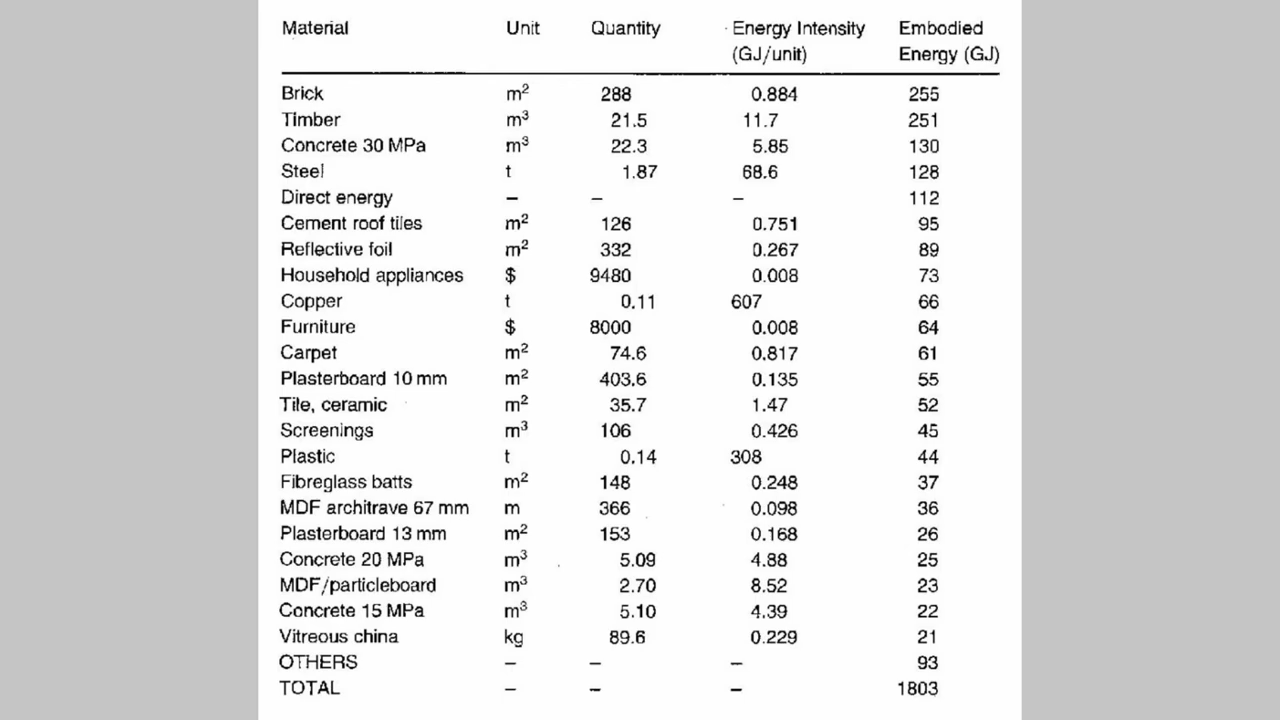 Material Unit Quantity Energy Intensity Embodied
(GJ/unit) Energy (GJ)
Brick m² 288 0.884 255
Timber m³ 21.5 11.7 251
Concrete 30 MPa m³ 22.3 5.85 130
Steel t 1.87 68.6 128
Direct energy – – – 112
Cement roof tiles m² 126 0.751 95
Reflective foil m² 332 0.267 89
Household appliances $ 9480 0.008 73
Copper t 0.11 607 66
Furniture $ 8000 0.008 64
Carpet m² 74.6 0.817 61
Plasterboard 10 mm m² 403.6 0.135 55
Tile, ceramic m² 35.7 1.47 52
Screenings m³ 106 0.426 45
Plastic t 0.14 308 44
Fibreglass batts m² 148 0.248 37
MDF architrave 67 mm m 366 0.098 36
Plasterboard 13 mm m² 153 0.168 26
Concrete 20 MPa m³ 5.09 4.88 25
MDF/particleboard m³ 2.70 8.52 23
Concrete 15 MPa m³ 5.10 4.39 22
Vitreous china kg 89.6 0.229 21
OTHERS – – – 93
TOTAL – – – 1803